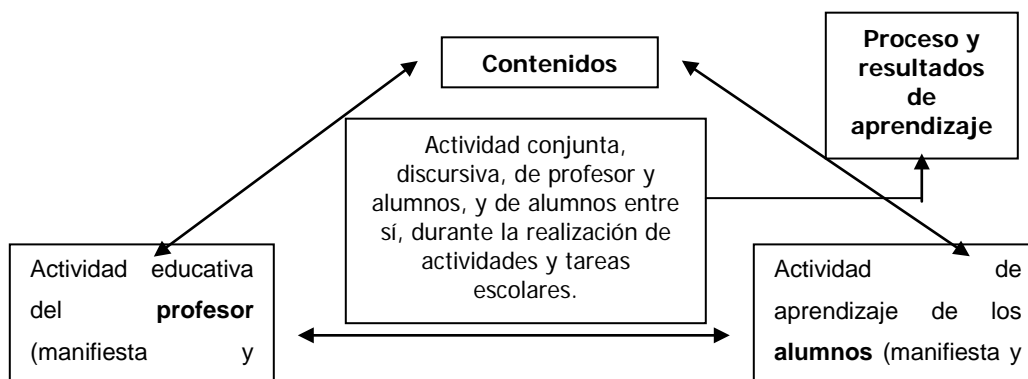 Contenidos
Proceso y
resultados
de
aprendizaje
Actividad conjunta,
discursiva, de profesor y
alumnos, y de alumnos entre
sí, durante la realización de
actividades y tareas
escolares.
Actividad educativa
del profesor
(manifiesta y
Actividad de
aprendizaje de los
alumnos (manifiesta y